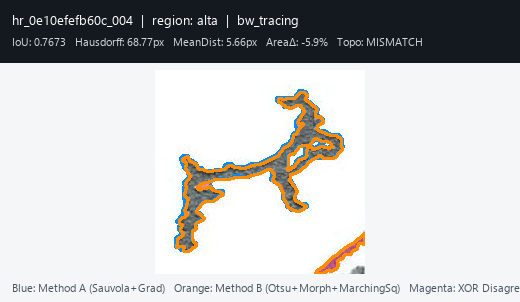 hr_0e10efefb60c_004 | region: alta | bw_tracing
IoU: 0.7673 Hausdorff: 68.77px MeanDist: 5.66px AreaΔ: -5.9% Topo: MISMATCH
Blue: Method A (Sauvola+Grad) Orange: Method B (Otsu+Morph+MarchingSq) Magenta: XOR Disagre